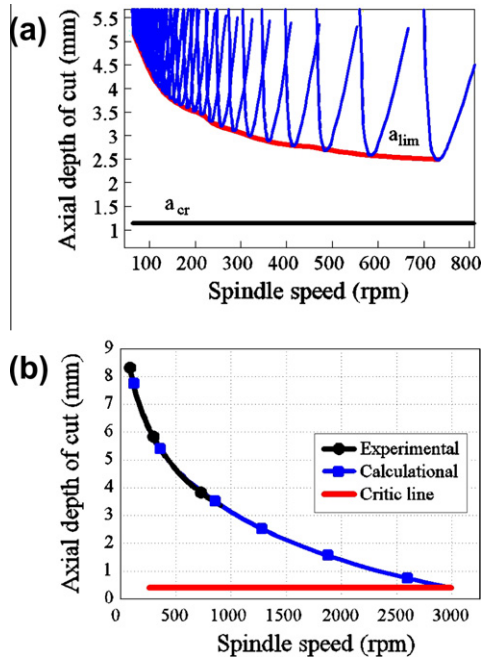 (a)
Axial depth of cut (mm)
5.5
5
4.5
4
3.5
3
2.5
2
1.5
1
a_lim
a_cr
100 200 300 400 500 600 700 800
Spindle speed (rpm)
(b)
Axial depth of cut (mm)
9
8
7
6
5
4
3
2
1
0
Experimental
Calculational
Critic line
0 500 1000 1500 2000 2500 3000
Spindle speed (rpm)